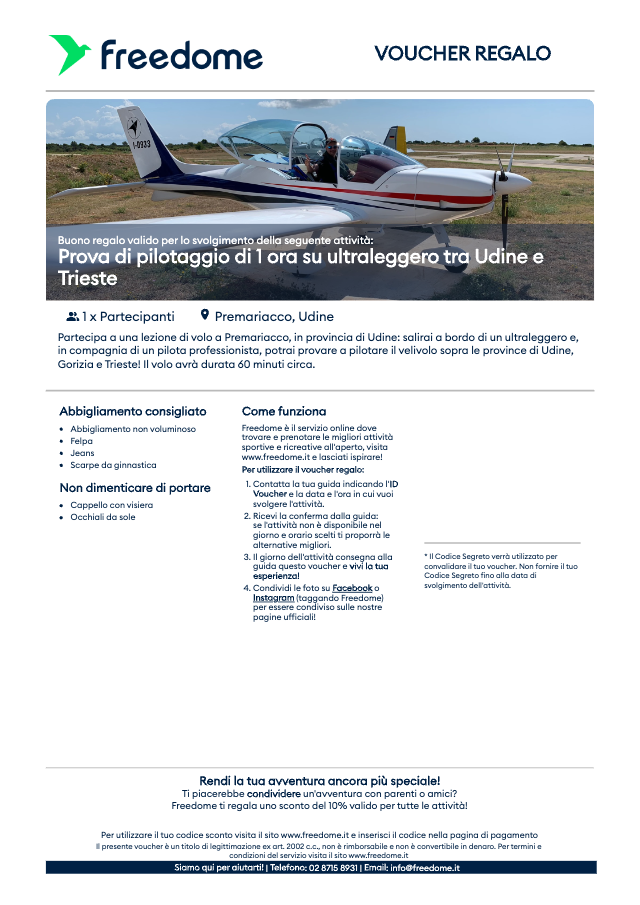 freedome
VOUCHER REGALO
I-D933
Buono regalo valido per lo svolgimento della seguente attività:
Prova di pilotaggio di 1 ora su ultraleggero tra Udine e
Trieste
1 x Partecipanti
Premariacco, Udine
Partecipa a una lezione di volo a Premariacco, in provincia di Udine: salirai a bordo di un ultraleggero e,
in compagnia di un pilota professionista, potrai provare a pilotare il velivolo sopra le province di Udine,
Gorizia e Trieste! Il volo avrà durata 60 minuti circa.
Abbigliamento consigliato
• Abbigliamento non voluminoso
• Felpa
• Jeans
• Scarpe da ginnastica
Non dimenticare di portare
• Cappello con visiera
• Occhiali da sole
Come funziona
Freedome è il servizio online dove
trovare e prenotare le migliori attività
sportive e ricreative all'aperto, visita
www.freedome.it e lasciati ispirare!
Per utilizzare il voucher regalo:
1. Contatta la tua guida indicando l'ID
Voucher e la data e l'ora in cui vuoi
svolgere l'attività.
2. Ricevi la conferma dalla guida:
se l'attività non è disponibile nel
giorno e orario scelti ti proporrà le
alternative migliori.
3. Il giorno dell'attività consegna alla
guida questo voucher e vivi la tua
esperienza!
4. Condividi le foto su Facebook o
Instagram (taggando Freedome)
per essere condiviso sulle nostre
pagine ufficiali!
* Il Codice Segreto verrà utilizzato per
convalidare il tuo voucher. Non fornire il tuo
Codice Segreto fino alla data di
svolgimento dell'attività.
Rendi la tua avventura ancora più speciale!
Ti piacerebbe condividere un'avventura con parenti o amici?
Freedome ti regala uno sconto del 10% valido per tutte le attività!
Per utilizzare il tuo codice sconto visita il sito www.freedome.it e inserisci il codice nella pagina di pagamento
Il presente voucher è un titolo di legittimazione ex art. 2002 c.c., non è rimborsabile e non è convertibile in denaro. Per termini e
condizioni del servizio visita il sito www.freedome.it
Siamo qui per aiutarti! | Telefono: 02 8715 8931 | Email: info@freedome.it